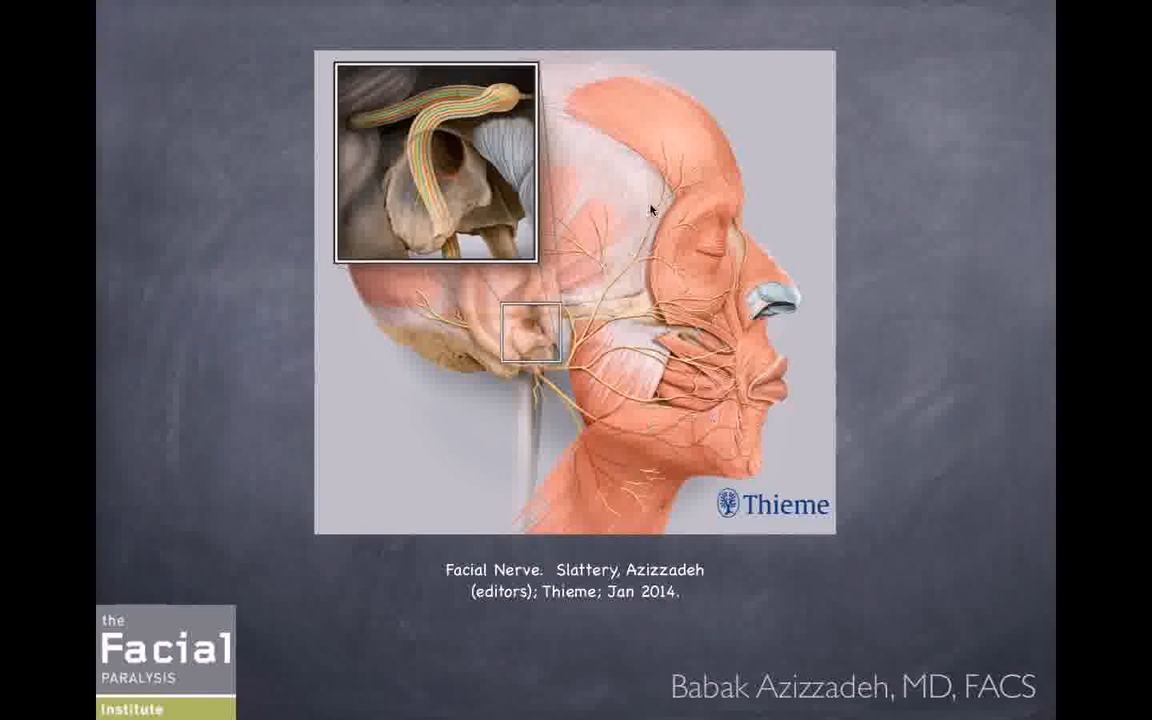 Thieme
Facial Nerve. Slattery, Azizzadeh
(editors); Thieme; Jan 2014.
the
Facial
PARALYSIS
Institute
Babak Azizzadeh, MD, FACS